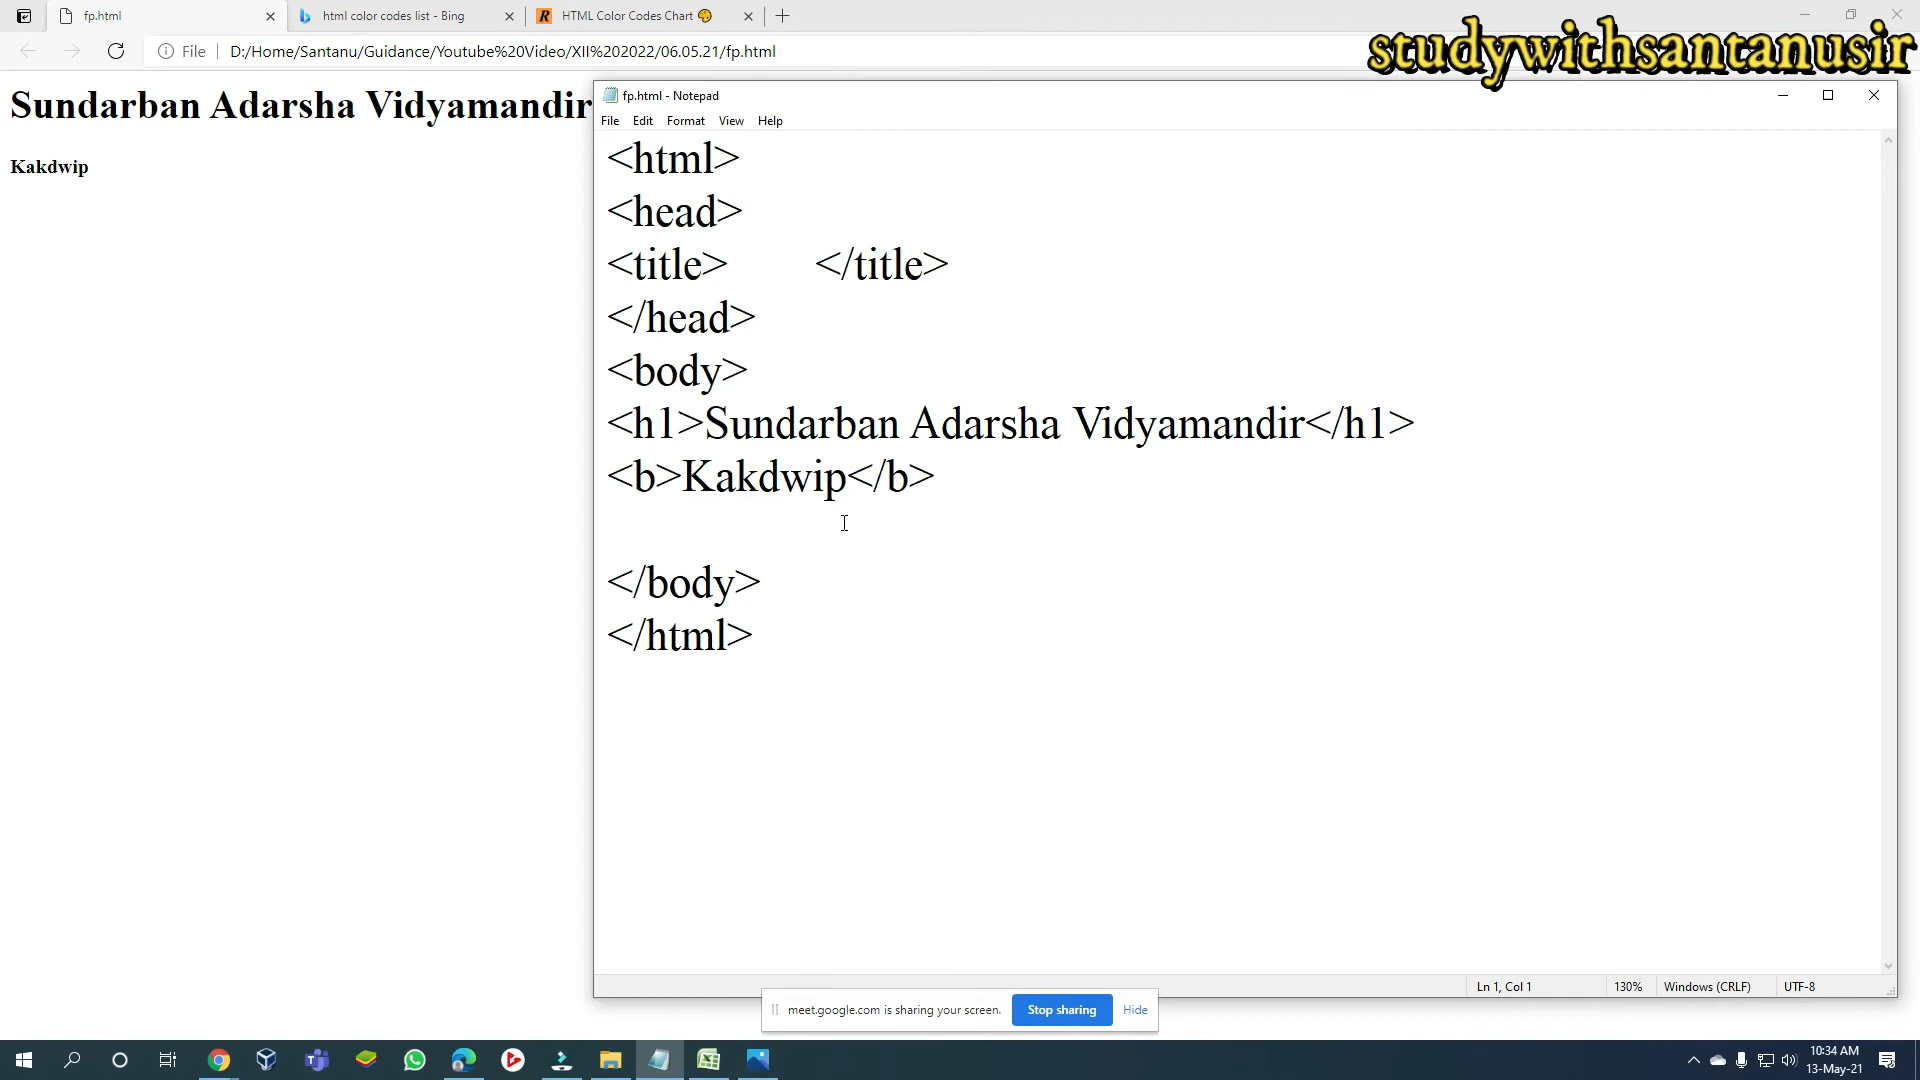 fp.html
html color codes list - Bing
HTML Color Codes Chart
File
D:/Home/Santanu/Guidance/Youtube%20Video/XII%202022/06.05.21/fp.html
studywithsantanusir
Sundarban Adarsha Vidyamandir
Kakdwip
fp.html - Notepad
File Edit Format View Help
<html>
<head>
<title> </title>
</head>
<body>
<h1>Sundarban Adarsha Vidyamandir</h1>
<b>Kakdwip</b>
</body>
</html>
Ln 1, Col 1 130% Windows (CRLF) UTF-8
meet.google.com is sharing your screen. Stop sharing Hide
10:34 AM
13-May-21